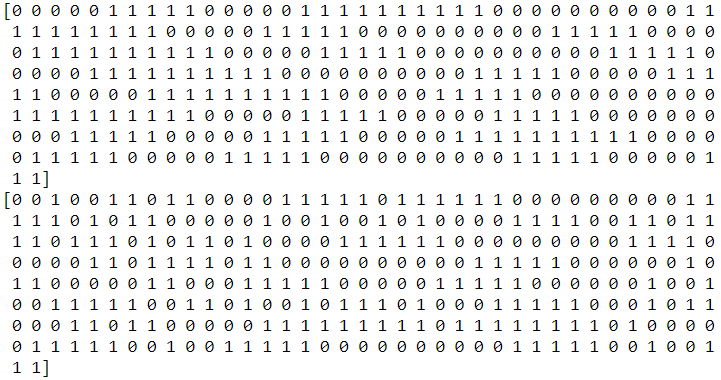 [0 0 0 0 0 1 1 1 1 1 0 0 0 0 0 1 1 1 1 1 1 1 1 1 1 0 0 0 0 0 0 0 0 0 0 1 1
1 1 1 1 1 1 1 1 0 0 0 0 0 1 1 1 1 1 0 0 0 0 0 0 0 0 0 0 1 1 1 1 1 0 0 0 0
0 1 1 1 1 1 1 1 1 1 1 0 0 0 0 0 1 1 1 1 1 0 0 0 0 0 0 0 0 0 0 1 1 1 1 1 0
0 0 0 0 1 1 1 1 1 1 1 1 1 1 0 0 0 0 0 0 0 0 0 0 1 1 1 1 1 0 0 0 0 0 1 1 1
1 1 0 0 0 0 0 1 1 1 1 1 1 1 1 1 1 0 0 0 0 0 1 1 1 1 1 0 0 0 0 0 0 0 0 0 0
1 1 1 1 1 1 1 1 1 1 0 0 0 0 0 1 1 1 1 1 0 0 0 0 0 1 1 1 1 1 0 0 0 0 0 0 0
0 0 0 1 1 1 1 1 0 0 0 0 0 1 1 1 1 1 0 0 0 0 0 1 1 1 1 1 1 1 1 1 1 0 0 0 0
0 1 1 1 1 1 0 0 0 0 0 1 1 1 1 1 0 0 0 0 0 0 0 0 0 0 1 1 1 1 1 0 0 0 0 0 1
1 1]
[0 0 1 0 0 1 1 0 1 1 0 0 0 0 1 1 1 1 1 0 1 1 1 1 1 1 0 0 0 0 0 0 0 0 0 1 1
1 1 1 0 1 0 1 1 0 0 0 0 0 1 0 0 1 0 0 1 0 1 0 0 0 0 1 1 1 1 0 0 1 1 0 1 1
1 1 0 1 1 1 0 1 0 1 1 0 1 0 0 0 0 1 1 1 1 1 1 0 0 0 0 0 0 0 0 0 1 1 1 1 0
0 0 0 0 1 1 0 1 1 1 1 0 1 1 0 0 0 0 0 0 0 0 0 0 1 1 1 1 1 0 0 0 0 0 0 1 0
1 1 0 0 0 0 0 1 1 0 0 0 1 1 1 1 1 0 0 0 0 0 1 1 1 1 1 0 0 0 0 0 0 1 0 0 1
0 0 1 1 1 1 1 0 0 1 1 0 1 0 0 1 0 1 1 1 0 1 0 0 0 1 1 1 1 1 0 0 0 1 0 1 1
0 0 0 1 1 0 1 1 0 0 0 0 0 1 1 1 1 1 1 1 1 1 0 1 1 1 1 1 1 1 1 0 1 0 0 0 0
0 1 1 1 1 1 0 0 1 0 0 1 1 1 1 1 0 0 0 0 0 0 0 0 0 0 1 1 1 1 1 0 0 1 0 0 1
1 1]